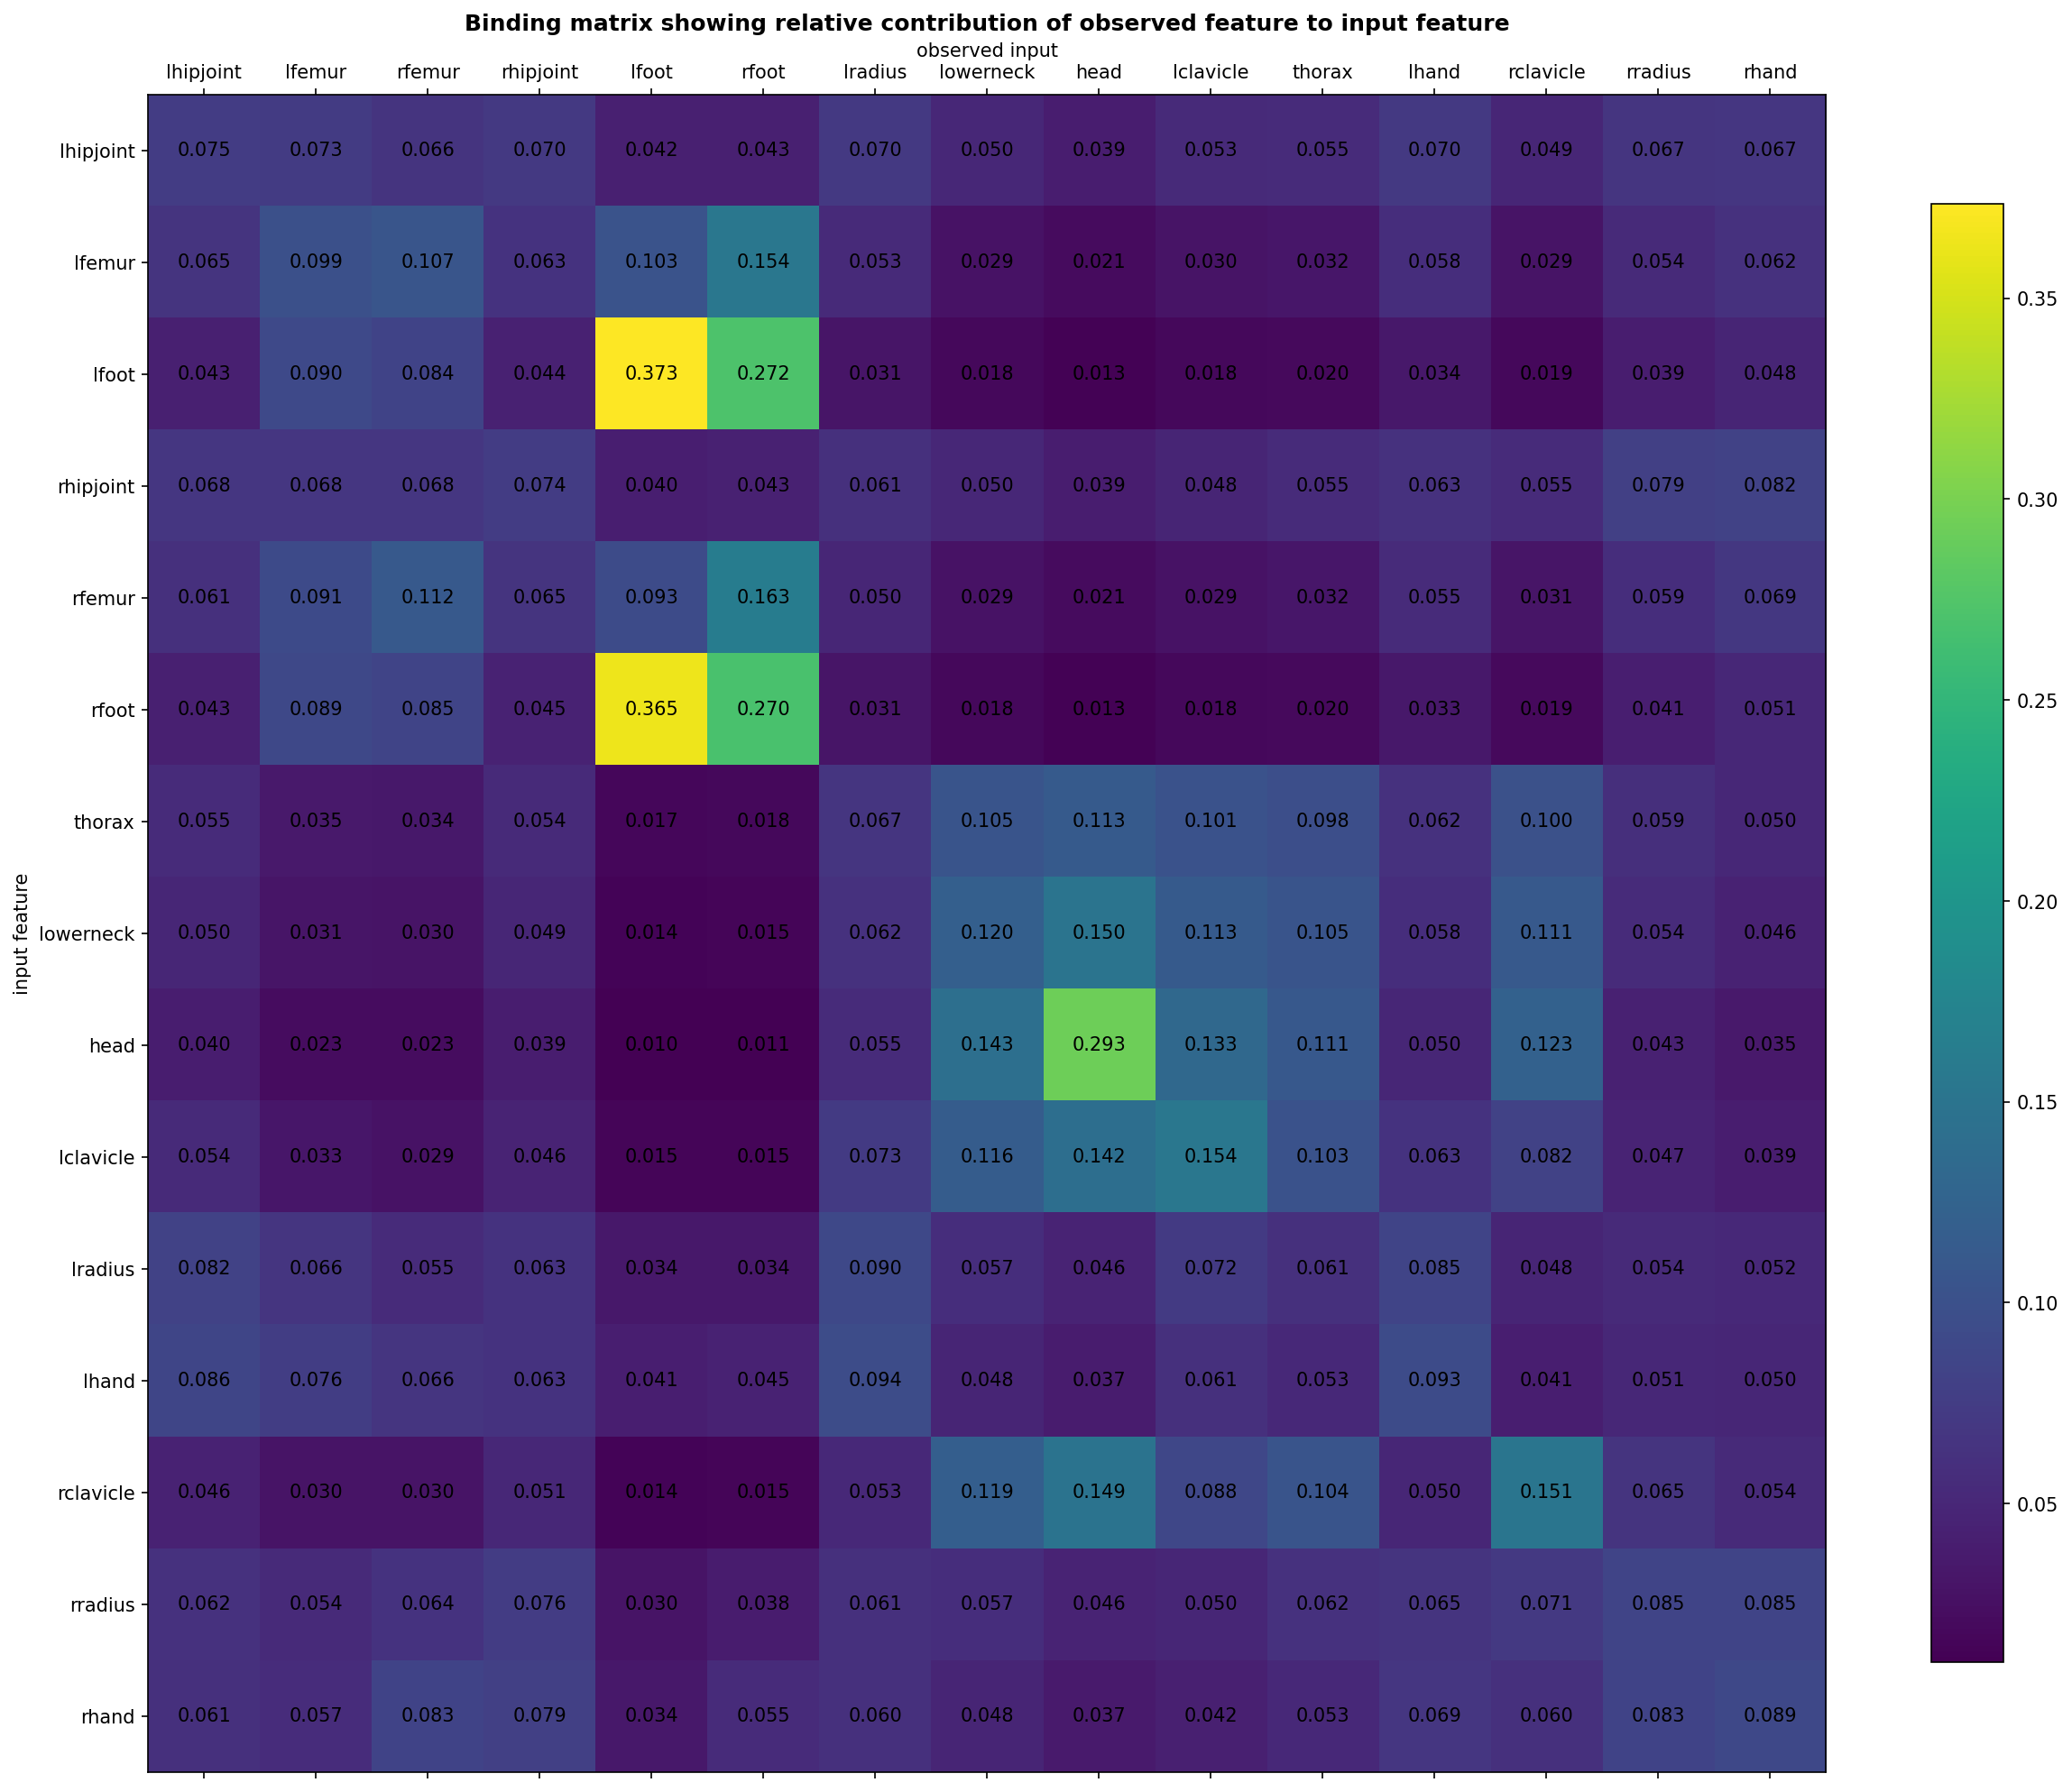 Binding matrix showing relative contribution of observed feature to input feature
observed input
lhipjoint lfemur rfemur rhipjoint lfoot rfoot lradius lowerneck head lclavicle thorax lhand rclavicle rradius rhand
lhipjoint 0.075 0.073 0.066 0.070 0.042 0.043 0.070 0.050 0.039 0.053 0.055 0.070 0.049 0.067 0.067
lfemur 0.065 0.099 0.107 0.063 0.103 0.154 0.053 0.029 0.021 0.030 0.032 0.058 0.029 0.054 0.062
lfoot 0.043 0.090 0.084 0.044 0.373 0.272 0.031 0.018 0.013 0.018 0.020 0.034 0.019 0.039 0.048
rhipjoint 0.068 0.068 0.068 0.074 0.040 0.043 0.061 0.050 0.039 0.048 0.055 0.063 0.055 0.079 0.082
rfemur 0.061 0.091 0.112 0.065 0.093 0.163 0.050 0.029 0.021 0.029 0.032 0.055 0.031 0.059 0.069
rfoot 0.043 0.089 0.085 0.045 0.365 0.270 0.031 0.018 0.013 0.018 0.020 0.033 0.019 0.041 0.051
thorax 0.055 0.035 0.034 0.054 0.017 0.018 0.067 0.105 0.113 0.101 0.098 0.062 0.100 0.059 0.050
lowerneck 0.050 0.031 0.030 0.049 0.014 0.015 0.062 0.120 0.150 0.113 0.105 0.058 0.111 0.054 0.046
head 0.040 0.023 0.023 0.039 0.010 0.011 0.055 0.143 0.293 0.133 0.111 0.050 0.123 0.043 0.035
lclavicle 0.054 0.033 0.029 0.046 0.015 0.015 0.073 0.116 0.142 0.154 0.103 0.063 0.082 0.047 0.039
lradius 0.082 0.066 0.055 0.063 0.034 0.034 0.090 0.057 0.046 0.072 0.061 0.085 0.048 0.054 0.052
lhand 0.086 0.076 0.066 0.063 0.041 0.045 0.094 0.048 0.037 0.061 0.053 0.093 0.041 0.051 0.050
rclavicle 0.046 0.030 0.030 0.051 0.014 0.015 0.053 0.119 0.149 0.088 0.104 0.050 0.151 0.065 0.054
rradius 0.062 0.054 0.064 0.076 0.030 0.038 0.061 0.057 0.046 0.050 0.062 0.065 0.071 0.085 0.085
rhand 0.061 0.057 0.083 0.079 0.034 0.055 0.060 0.048 0.037 0.042 0.053 0.069 0.060 0.083 0.089
input feature
0.35
0.30
0.25
0.20
0.15
0.10
0.05